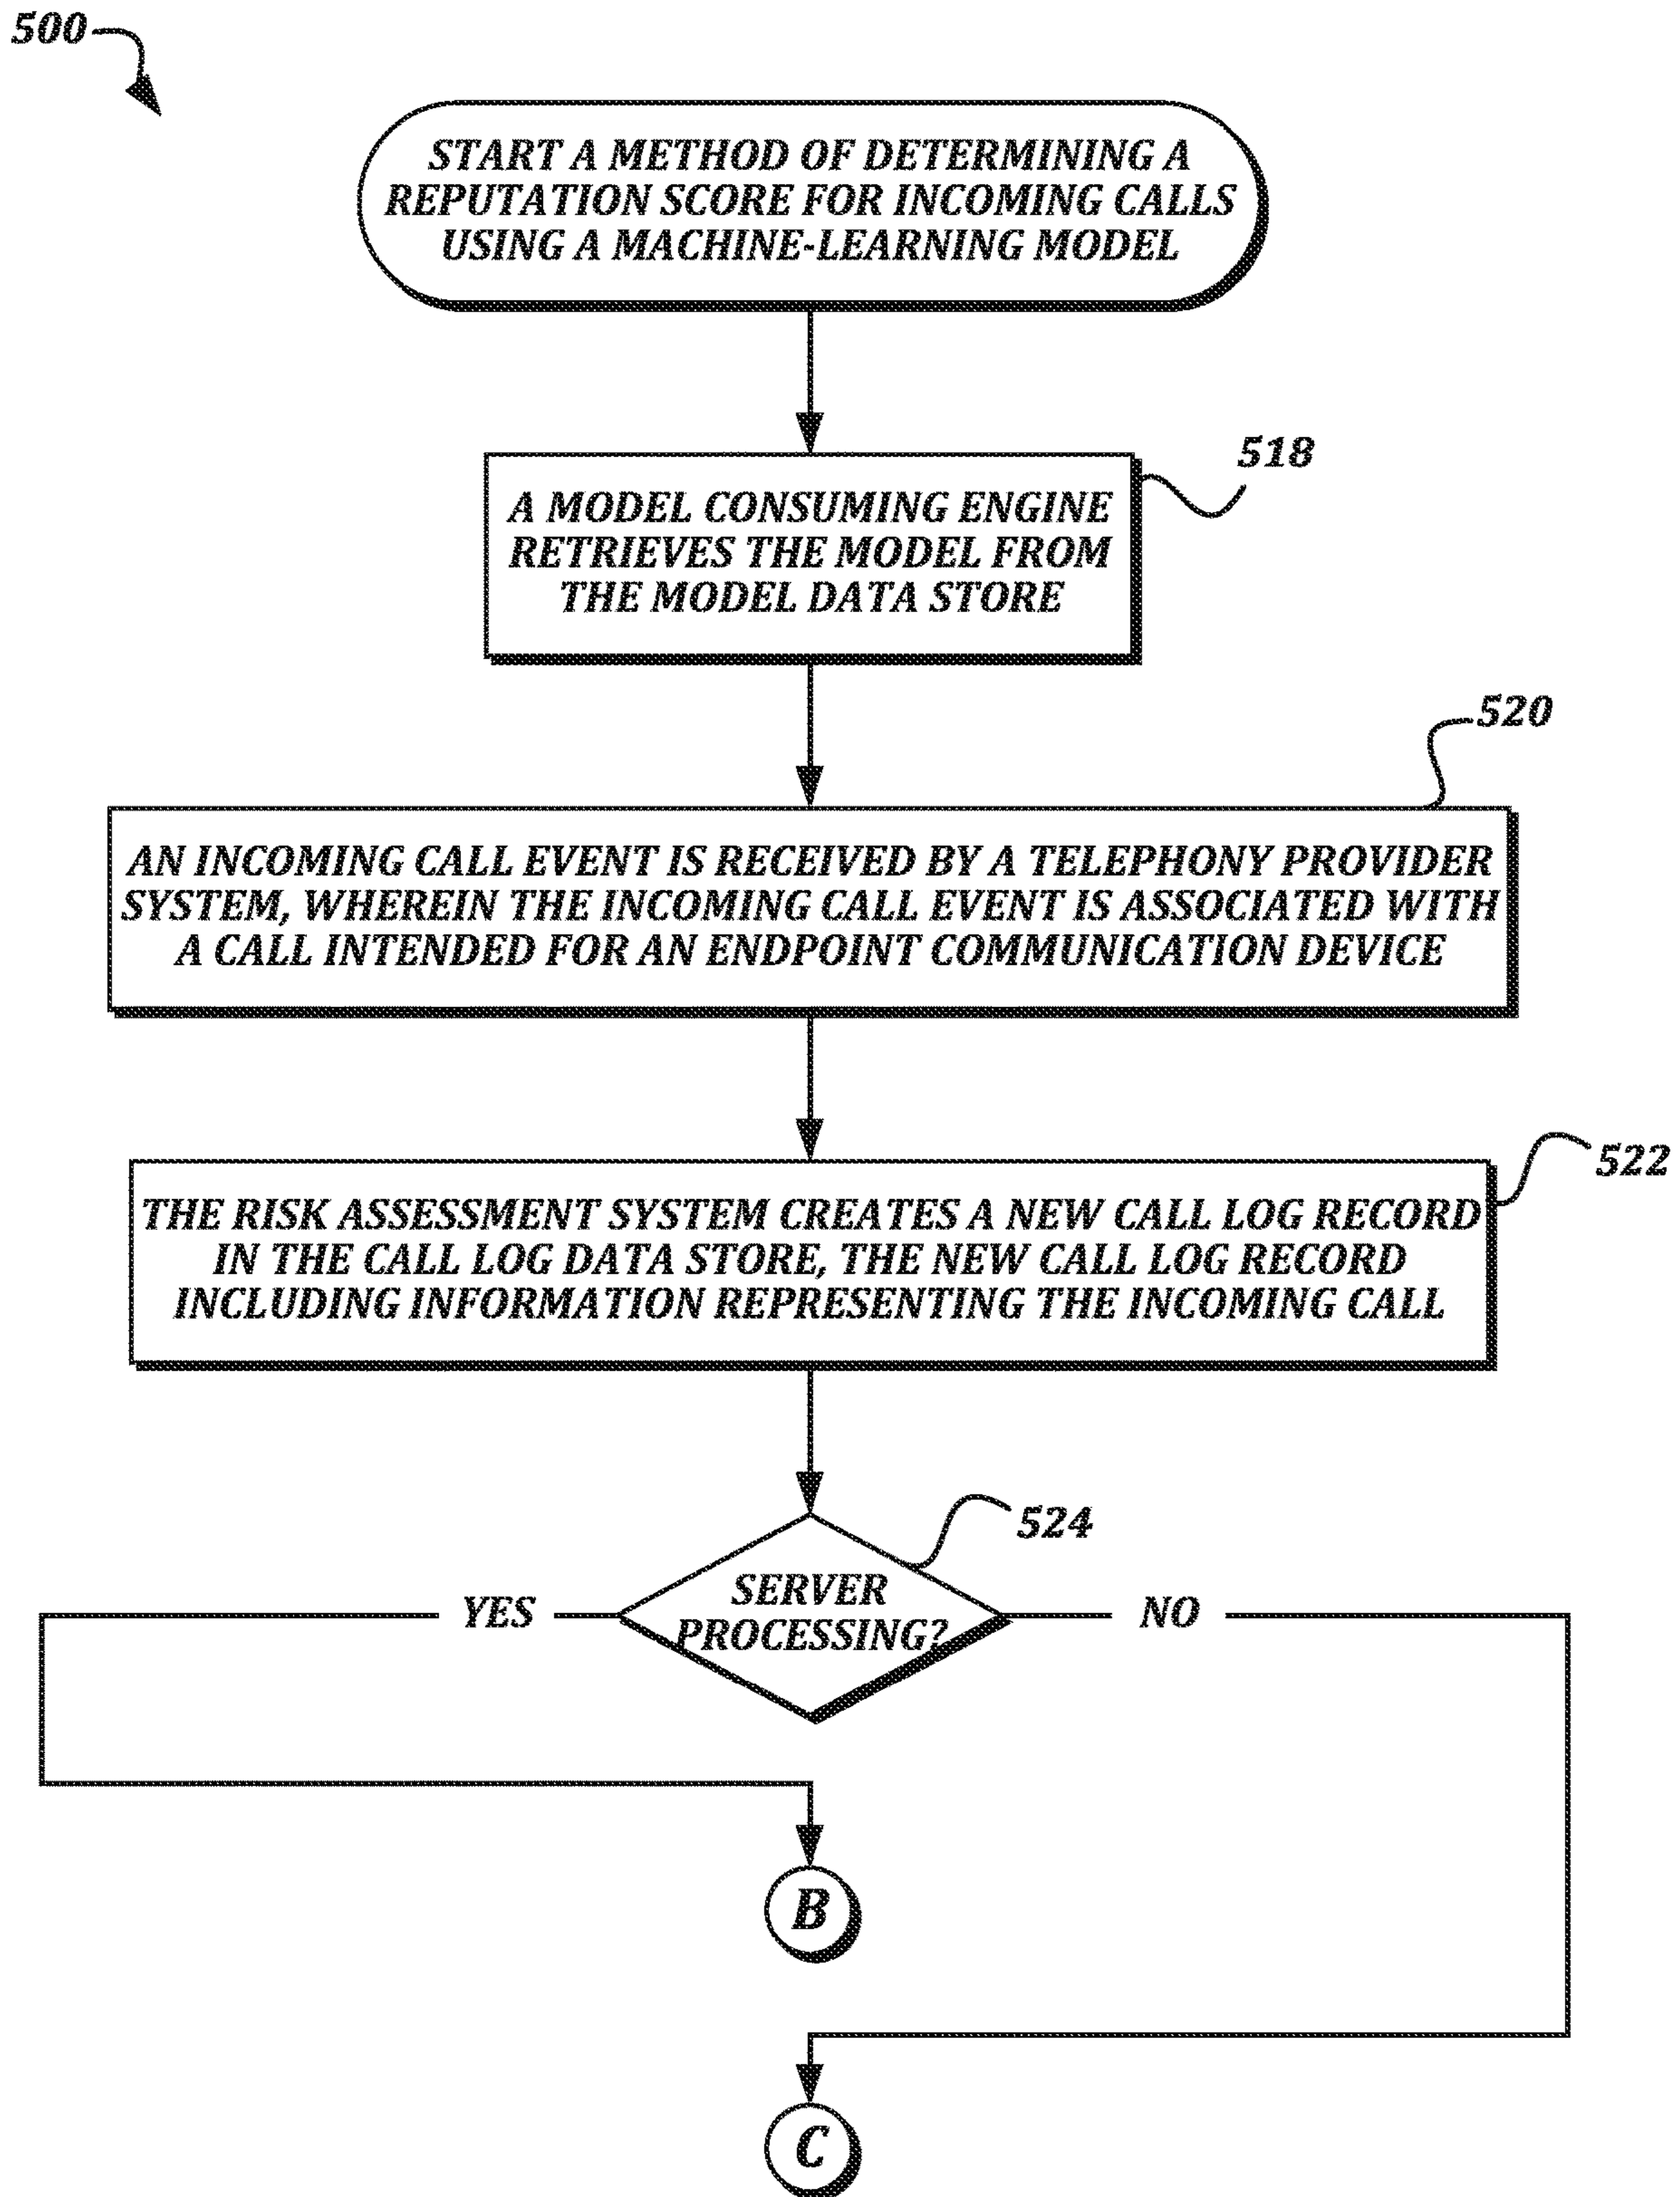 500
START A METHOD OF DETERMINING A
REPUTATION SCORE FOR INCOMING CALLS
USING A MACHINE-LEARNING MODEL
518
A MODEL CONSUMING ENGINE
RETRIEVES THE MODEL FROM
THE MODEL DATA STORE
520
AN INCOMING CALL EVENT IS RECEIVED BY A TELEPHONY PROVIDER
SYSTEM, WHEREIN THE INCOMING CALL EVENT IS ASSOCIATED WITH
A CALL INTENDED FOR AN ENDPOINT COMMUNICATION DEVICE
522
THE RISK ASSESSMENT SYSTEM CREATES A NEW CALL LOG RECORD
IN THE CALL LOG DATA STORE, THE NEW CALL LOG RECORD
INCLUDING INFORMATION REPRESENTING THE INCOMING CALL
524
SERVER
PROCESSING?
YES
NO
B
C